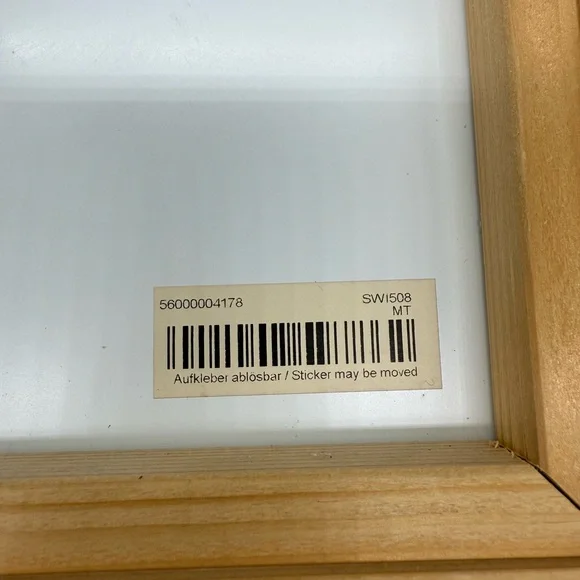 56000004178 SWI508
MT
Aufkleber ablösbar / Sticker may be moved